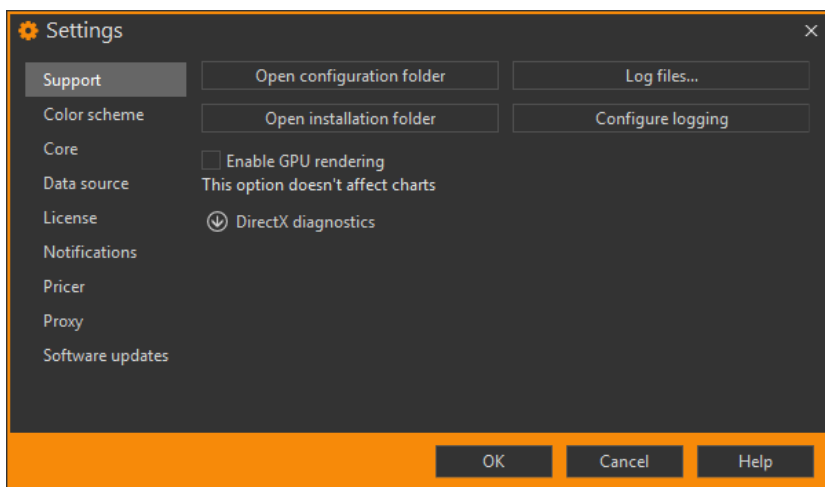 Settings
Support
Color scheme
Core
Data source
License
Notifications
Pricer
Proxy
Software updates
Open configuration folder
Log files...
Open installation folder
Configure logging
Enable GPU rendering
This option doesn't affect charts
DirectX diagnostics
OK
Cancel
Help